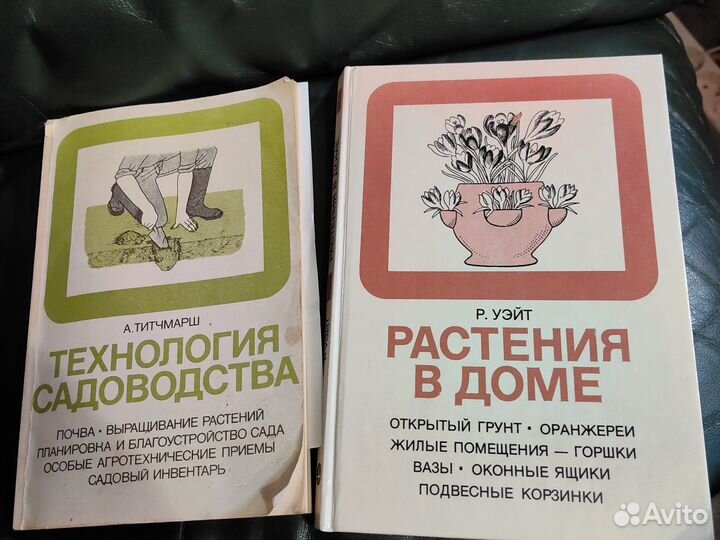 А. ТИТЧМАРШ
ТЕХНОЛОГИЯ
САДОВОДСТВА
ПОЧВА • ВЫРАЩИВАНИЕ РАСТЕНИЙ
ПЛАНИРОВКА И БЛАГОУСТРОЙСТВО САДА
ОСОБЫЕ АГРОТЕХНИЧЕСКИЕ ПРИЕМЫ
САДОВЫЙ ИНВЕНТАРЬ
Р. УЭЙТ
РАСТЕНИЯ
В ДОМЕ
ОТКРЫТЫЙ ГРУНТ • ОРАНЖЕРЕИ
ЖИЛЫЕ ПОМЕЩЕНИЯ — ГОРШКИ
ВАЗЫ • ОКОННЫЕ ЯЩИКИ
ПОДВЕСНЫЕ КОРЗИНКИ
Avito